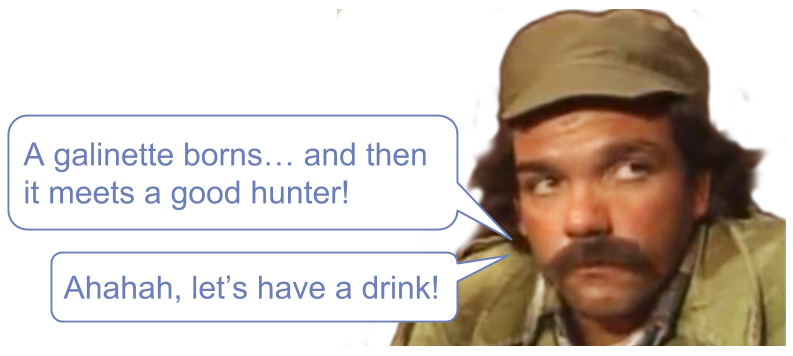 A galinette borns… and then
it meets a good hunter!
Ahahah, let’s have a drink!